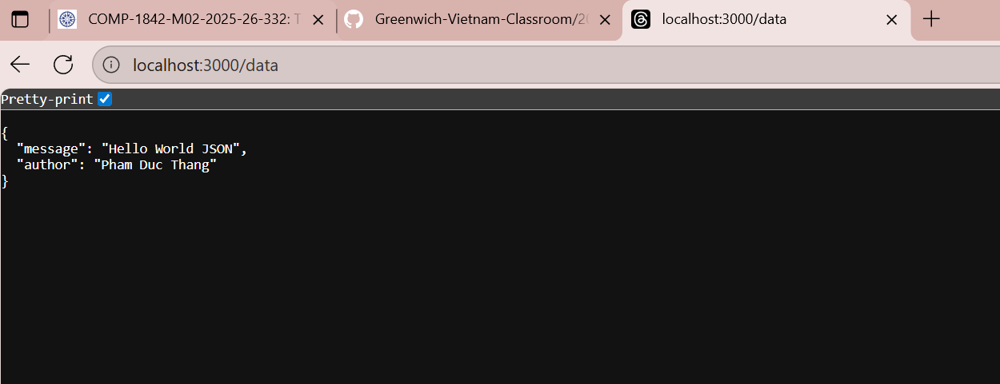 COMP-1842-M02-2025-26-332: T
Greenwich-Vietnam-Classroom/20
localhost:3000/data
localhost:3000/data
Pretty-print
{
"message": "Hello World JSON",
"author": "Pham Duc Thang"
}